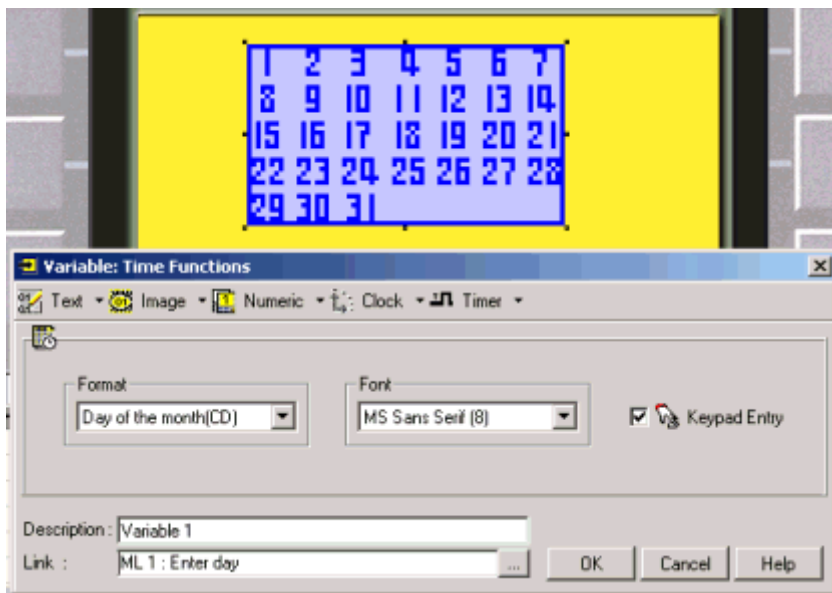 1 2 3 4 5 6 7
8 9 10 11 12 13 14
15 16 17 18 19 20 21
22 23 24 25 26 27 28
29 30 31
Variable: Time Functions
Text Image Numeric Clock Timer
Format Font
Day of the month(CD) MS Sans Serif (8) Keypad Entry
Description : Variable 1
Link : ML 1 : Enter day ... OK Cancel Help